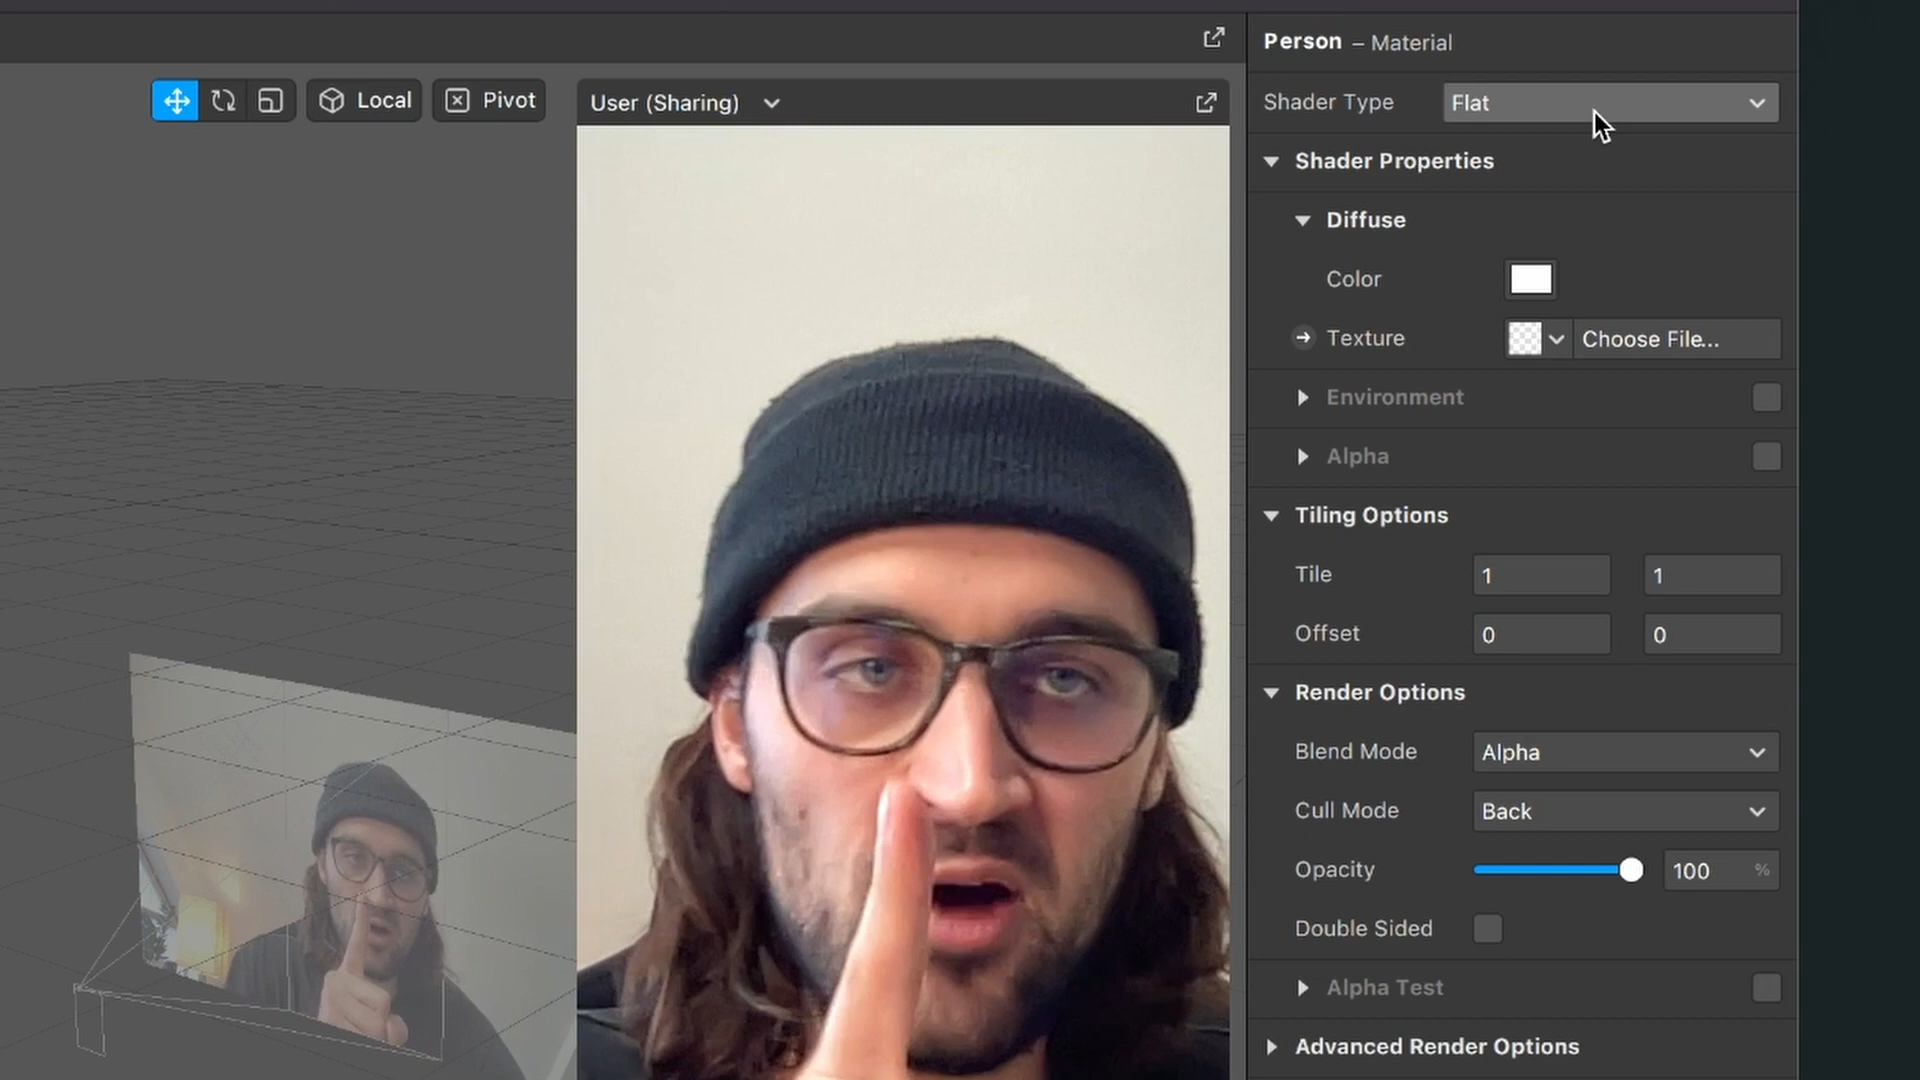 Local
Pivot
User (Sharing)
Person – Material
Shader Type
Flat
Shader Properties
Diffuse
Color
Texture
Choose File...
Environment
Alpha
Tiling Options
Tile
1
1
Offset
0
0
Render Options
Blend Mode
Alpha
Cull Mode
Back
Opacity
100 %
Double Sided
Alpha Test
Advanced Render Options